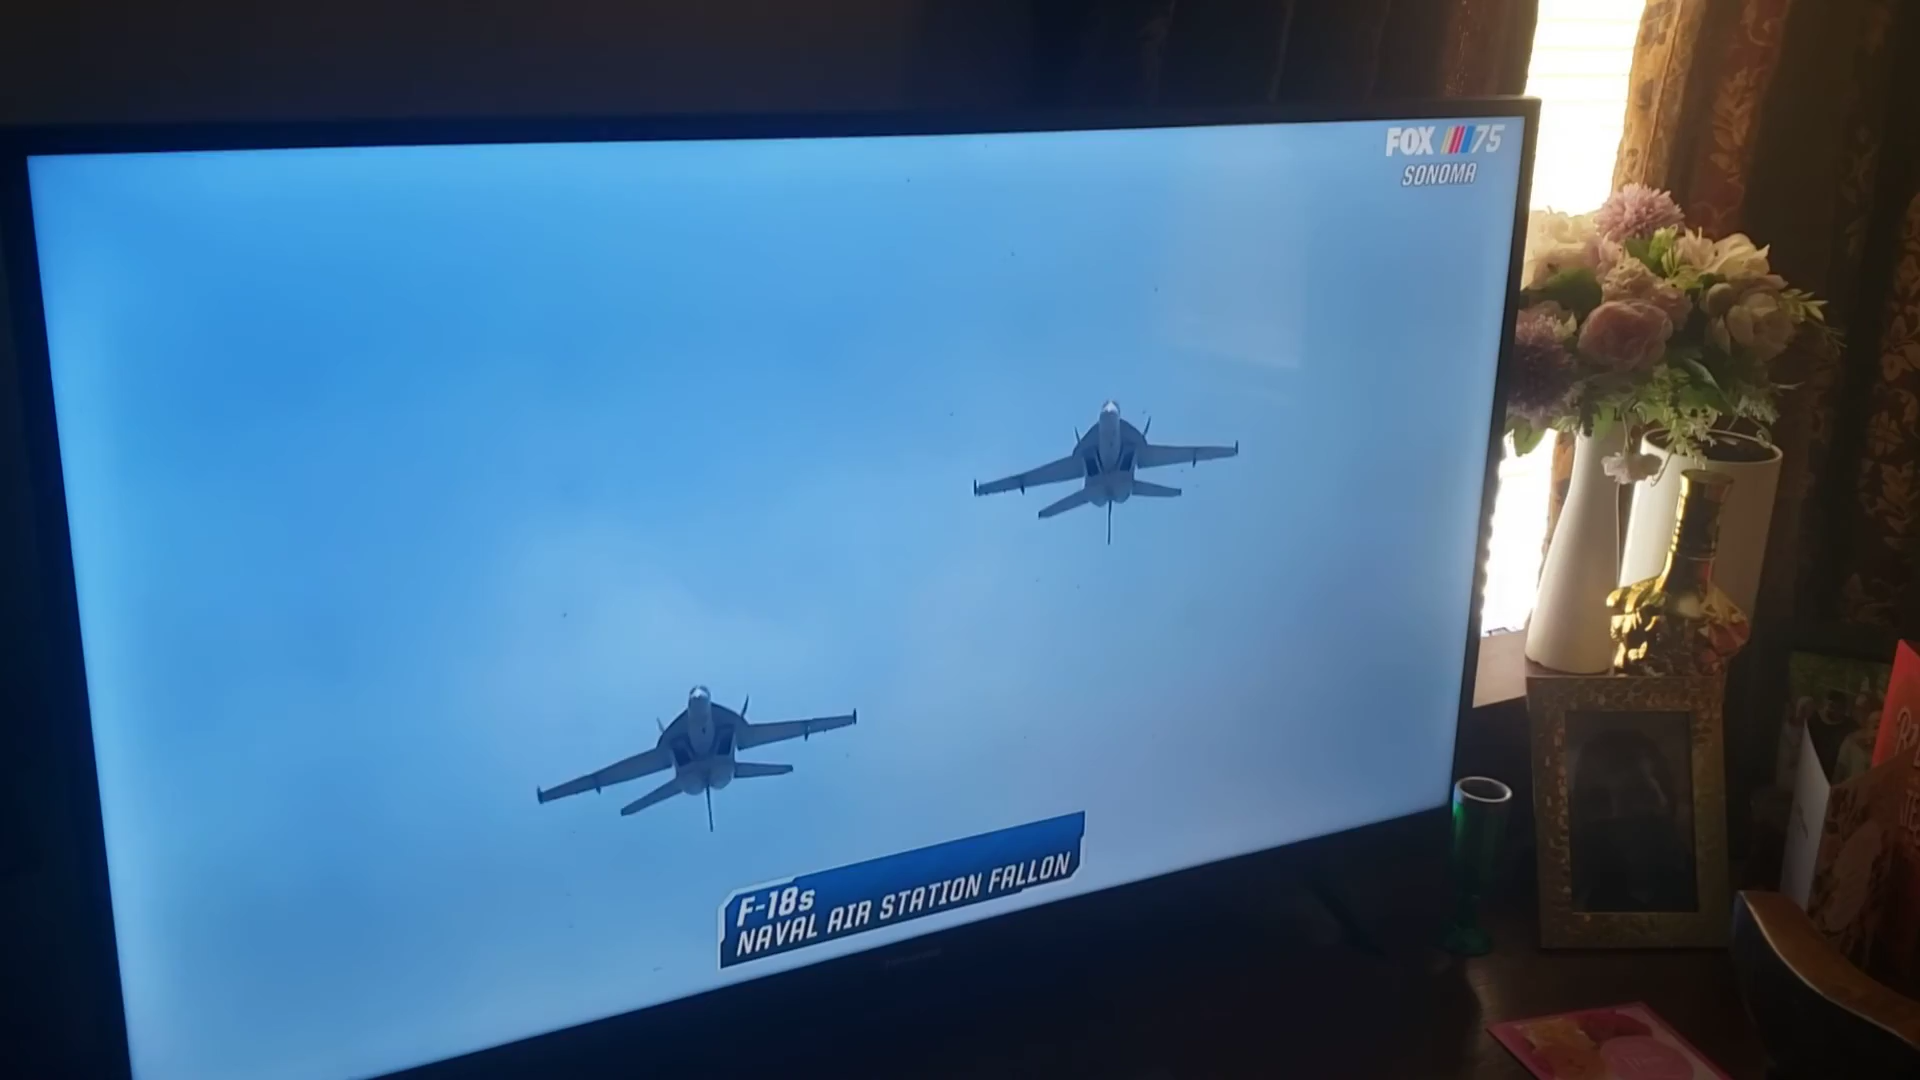 FOX 75
SONOMA
F-18s
NAVAL AIR STATION FALLON